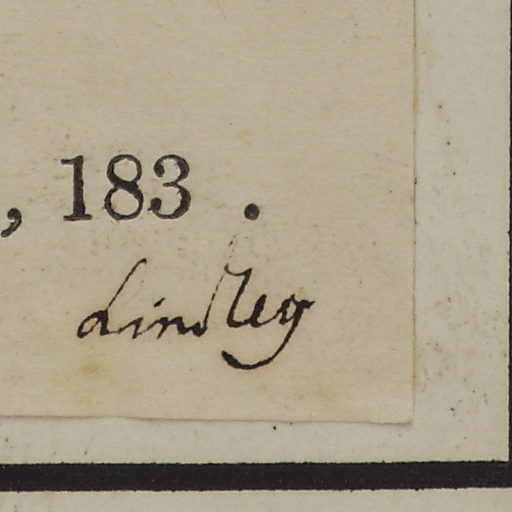 , 183 .
Lindley